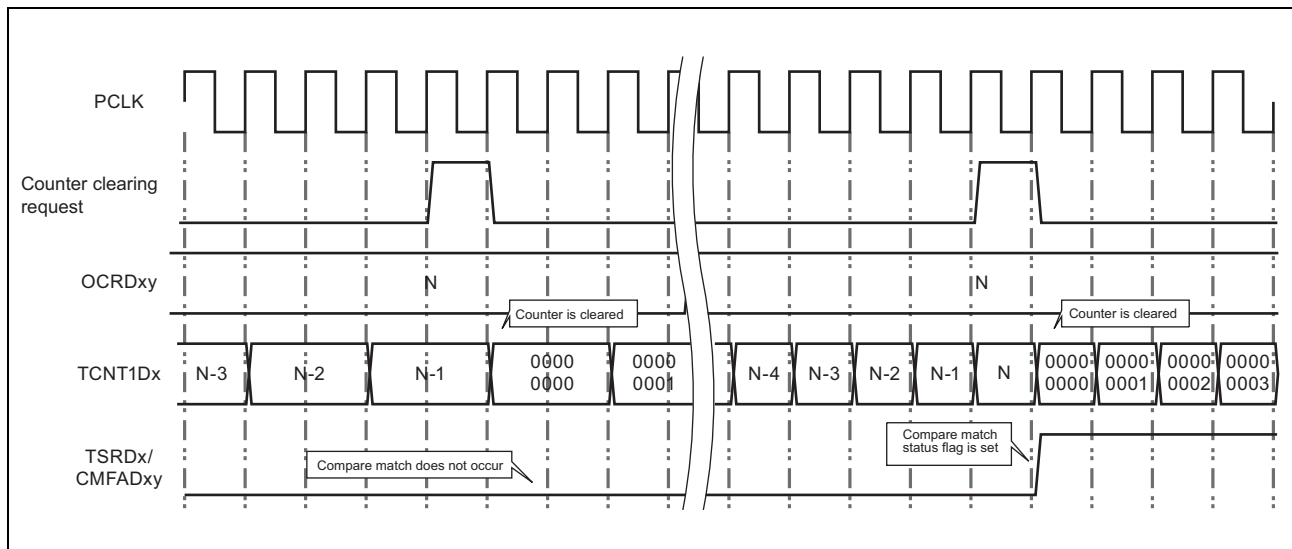 PCLK
Counter clearing
request
OCRDxy
N
N
Counter is cleared
Counter is cleared
TCNT1Dx
N-3
N-2
N-1
0000
0000
0000
0001
N-4
N-3
N-2
N-1
N
0000
0000
0000
0001
0000
0002
0000
0003
TSRDx/
CMFADxy
Compare match does not occur
Compare match
status flag is set